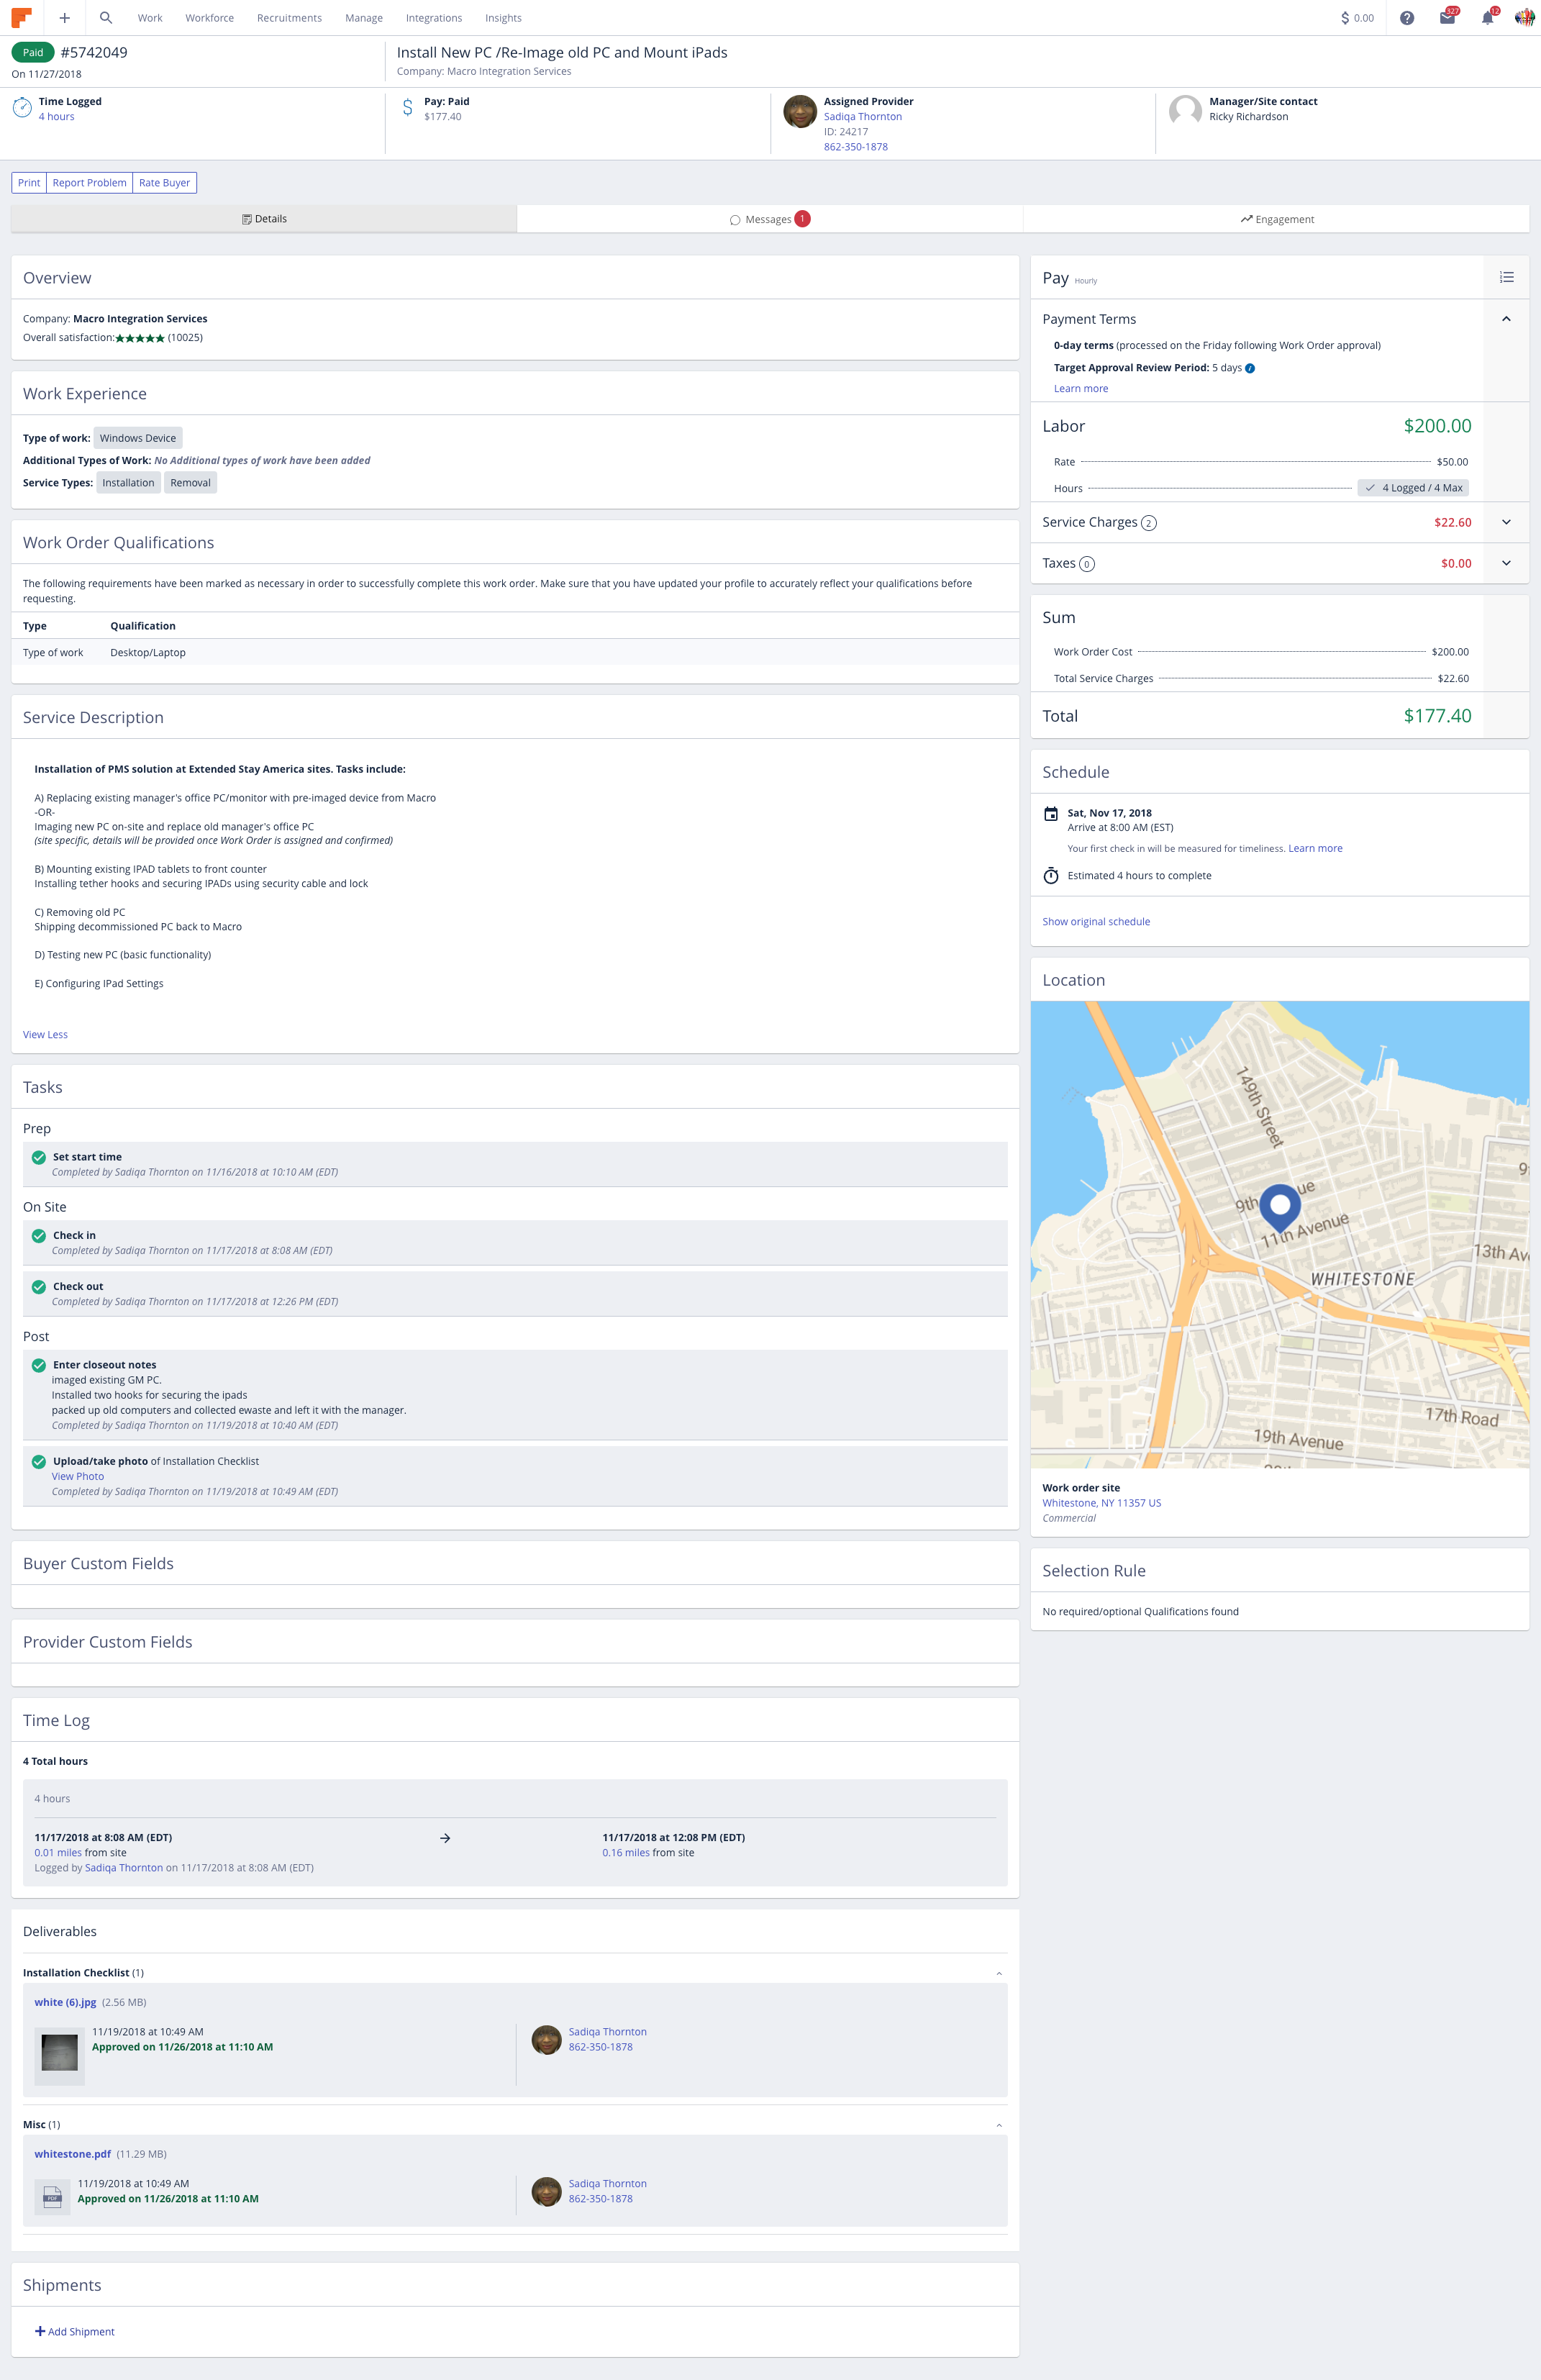 Work Workforce Recruitments Manage Integrations Insights
$ 0.00
327
12
Paid #5742049
On 11/27/2018
Install New PC /Re-Image old PC and Mount iPads
Company: Macro Integration Services
Time Logged
4 hours
Pay: Paid
$177.40
Assigned Provider
Sadiqa Thornton
ID: 24217
862-350-1878
Manager/Site contact
Ricky Richardson
Print Report Problem Rate Buyer
Details
Messages 1
Engagement
Overview
Company: Macro Integration Services
Overall satisfaction:★★★★★ (10025)
Work Experience
Type of work: Windows Device
Additional Types of Work: No Additional types of work have been added
Service Types: Installation Removal
Work Order Qualifications
The following requirements have been marked as necessary in order to successfully complete this work order. Make sure that you have updated your profile to accurately reflect your qualifications before
requesting.
Type Qualification
Type of work Desktop/Laptop
Service Description
Installation of PMS solution at Extended Stay America sites. Tasks include:
A) Replacing existing manager's office PC/monitor with pre-imaged device from Macro
-OR-
Imaging new PC on-site and replace old manager's office PC
(site specific, details will be provided once Work Order is assigned and confirmed)
B) Mounting existing IPAD tablets to front counter
Installing tether hooks and securing IPADs using security cable and lock
C) Removing old PC
Shipping decommissioned PC back to Macro
D) Testing new PC (basic functionality)
E) Configuring IPad Settings
View Less
Tasks
Prep
Set start time
Completed by Sadiqa Thornton on 11/16/2018 at 10:10 AM (EDT)
On Site
Check in
Completed by Sadiqa Thornton on 11/17/2018 at 8:08 AM (EDT)
Check out
Completed by Sadiqa Thornton on 11/17/2018 at 12:26 PM (EDT)
Post
Enter closeout notes
imaged existing GM PC.
Installed two hooks for securing the ipads
packed up old computers and collected ewaste and left it with the manager.
Completed by Sadiqa Thornton on 11/19/2018 at 10:40 AM (EDT)
Upload/take photo of Installation Checklist
View Photo
Completed by Sadiqa Thornton on 11/19/2018 at 10:49 AM (EDT)
Buyer Custom Fields
Provider Custom Fields
Time Log
4 Total hours
4 hours
11/17/2018 at 8:08 AM (EDT)
0.01 miles from site
Logged by Sadiqa Thornton on 11/17/2018 at 8:08 AM (EDT)
11/17/2018 at 12:08 PM (EDT)
0.16 miles from site
Deliverables
Installation Checklist (1)
white (6).jpg (2.56 MB)
11/19/2018 at 10:49 AM
Approved on 11/26/2018 at 11:10 AM
Sadiqa Thornton
862-350-1878
Misc (1)
whitestone.pdf (11.29 MB)
PDF
11/19/2018 at 10:49 AM
Approved on 11/26/2018 at 11:10 AM
Sadiqa Thornton
862-350-1878
Shipments
Add Shipment
Pay Hourly
Payment Terms
0-day terms (processed on the Friday following Work Order approval)
Target Approval Review Period: 5 days
Learn more
Labor $200.00
Rate $50.00
Hours 4 Logged / 4 Max
Service Charges 2 $22.60
Taxes 0 $0.00
Sum
Work Order Cost $200.00
Total Service Charges $22.60
Total $177.40
Schedule
Sat, Nov 17, 2018
Arrive at 8:00 AM (EST)
Your first check in will be measured for timeliness. Learn more
Estimated 4 hours to complete
Show original schedule
Location
149th Street
11th Avenue
13th Av
WHITESTONE
17th Road
19th Avenue
Work order site
Whitestone, NY 11357 US
Commercial
Selection Rule
No required/optional Qualifications found